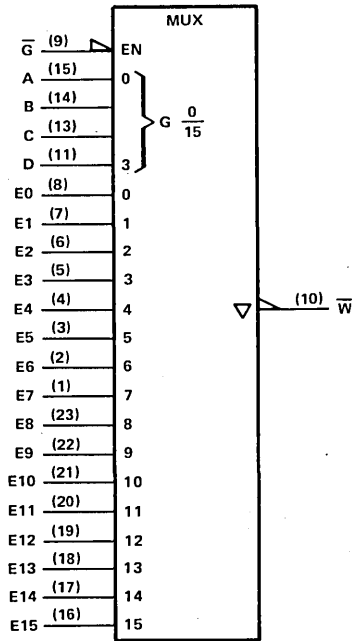 MUX
G̅ (9) EN
A (15) 0
B (14)
C (13)
D (11) 3
G 0/15
E0 (8) 0
E1 (7) 1
E2 (6) 2
E3 (5) 3
E4 (4) 4
E5 (3) 5
E6 (2) 6
E7 (1) 7
E8 (23) 8
E9 (22) 9
E10 (21) 10
E11 (20) 11
E12 (19) 12
E13 (18) 13
E14 (17) 14
E15 (16) 15
(10) W̅